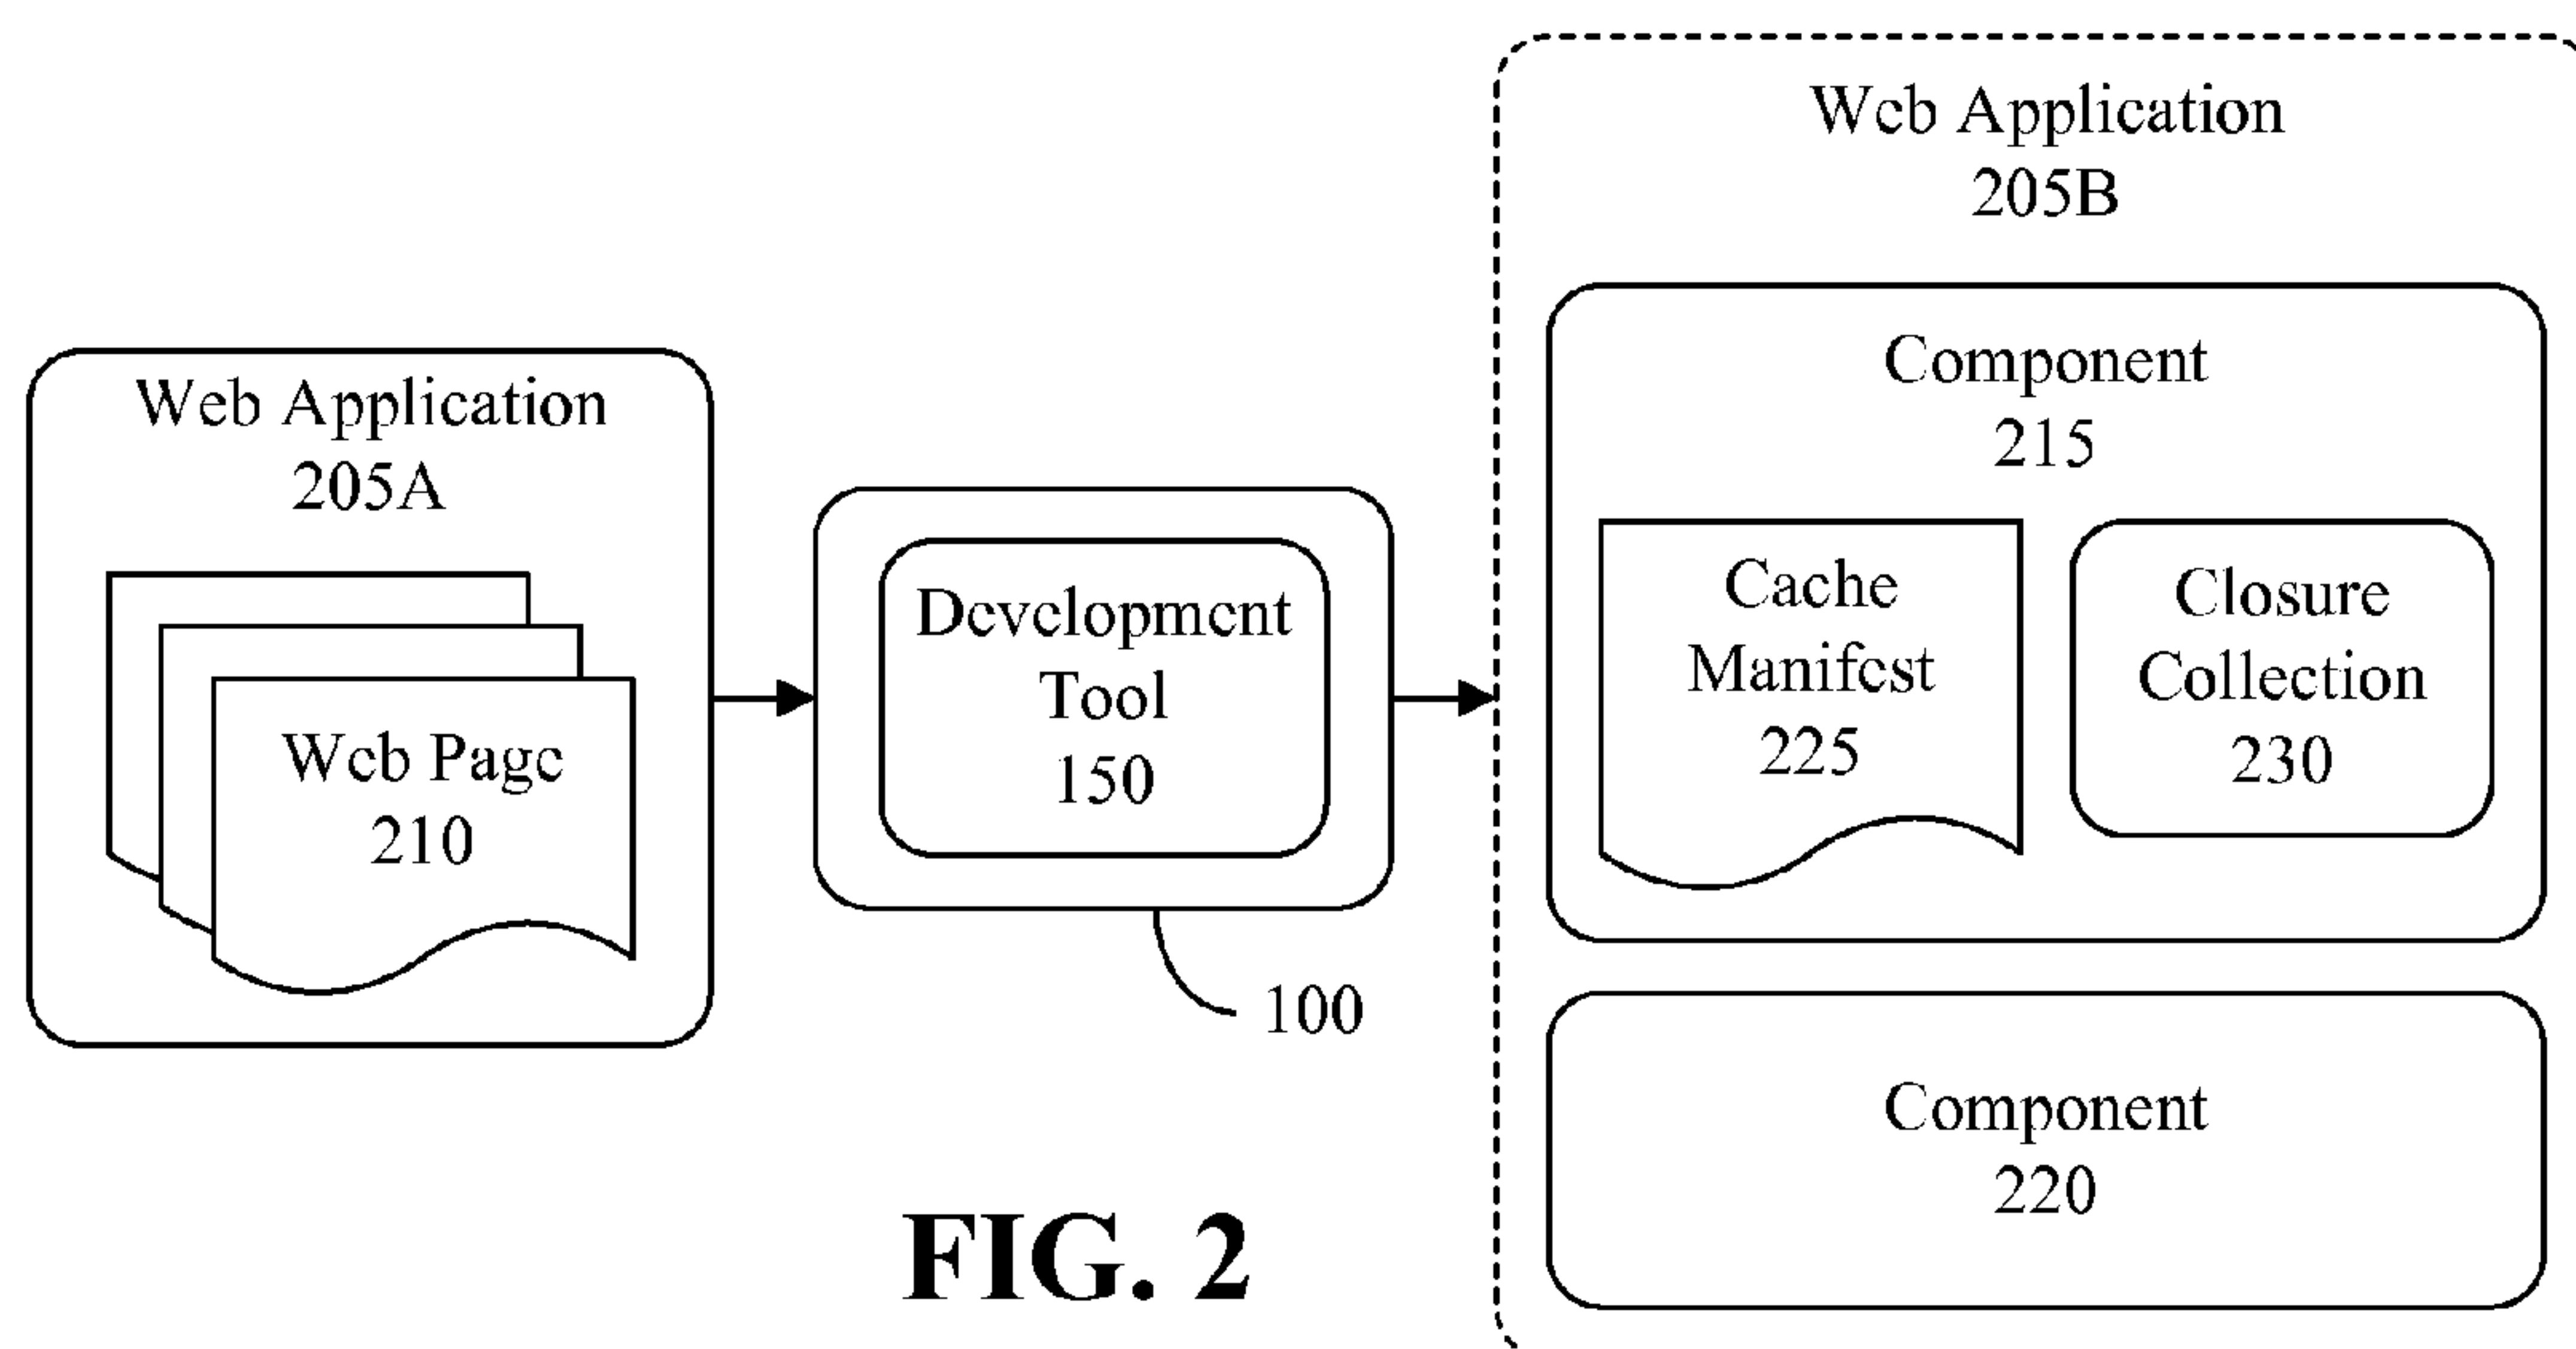 Web Application
205A
Web Page
210
Development
Tool
150
100
Web Application
205B
Component
215
Cache
Manifest
225
Closure
Collection
230
Component
220
FIG. 2